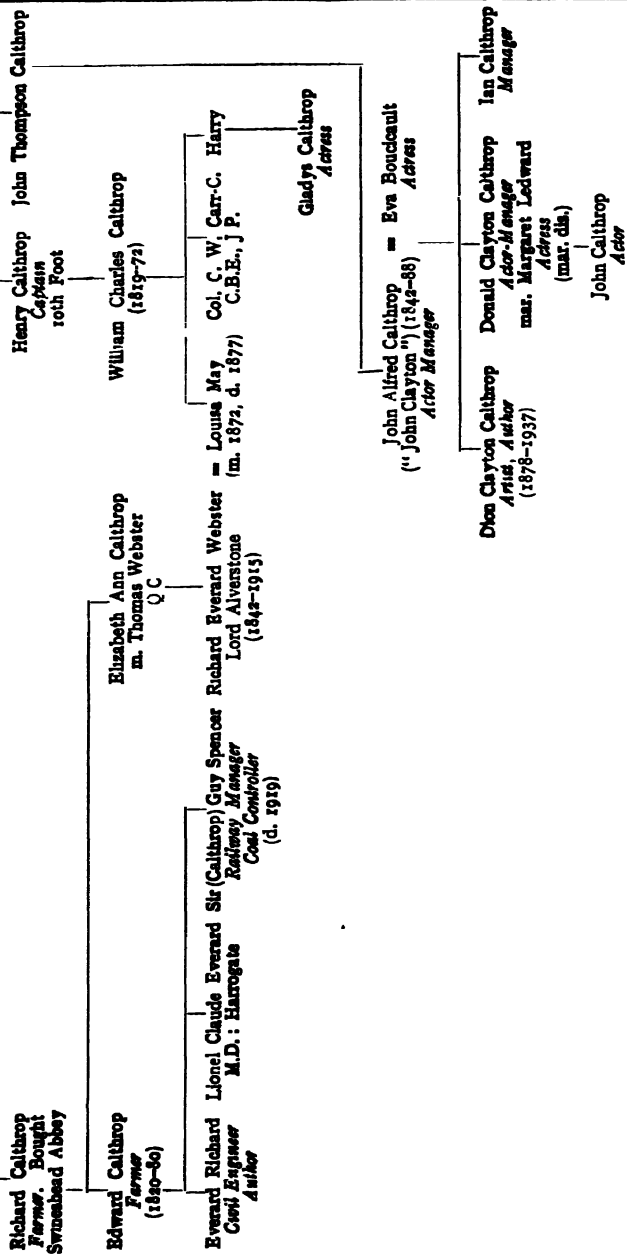 Richard Calthrop
Farmer. Bought
Swineshead Abbey
Henry Calthrop
Captain
10th Foot
John Thompson Calthrop
Edward Calthrop
Farmer
(1820-80)
Elizabeth Ann Calthrop
m. Thomas Webster
Q C
William Charles Calthrop
(1819-72)
Everard Richard
Civil Engineer
Author
Lionel Claude Everard
M.D.: Harrogate
Sir (Calthrop) Guy Spencer
Railway Manager
Coal Controller
(d. 1919)
Richard Everard Webster
Lord Alverstone
(1842-1915)
= Louisa May
(m. 1872, d. 1877)
Col. C. W. Carr-C.
C.B.E., J P.
Harry
Gladys Calthrop
Actress
John Alfred Calthrop
("John Clayton") (1842-88)
Actor Manager
= Eva Boucicault
Actress
Dion Clayton Calthrop
Artist, Author
(1878-1937)
Donald Clayton Calthrop
Actor-Manager
mar. Margaret Ledward
Actress
(mar. dis.)
Ian Calthrop
Manager
John Calthrop
Actor